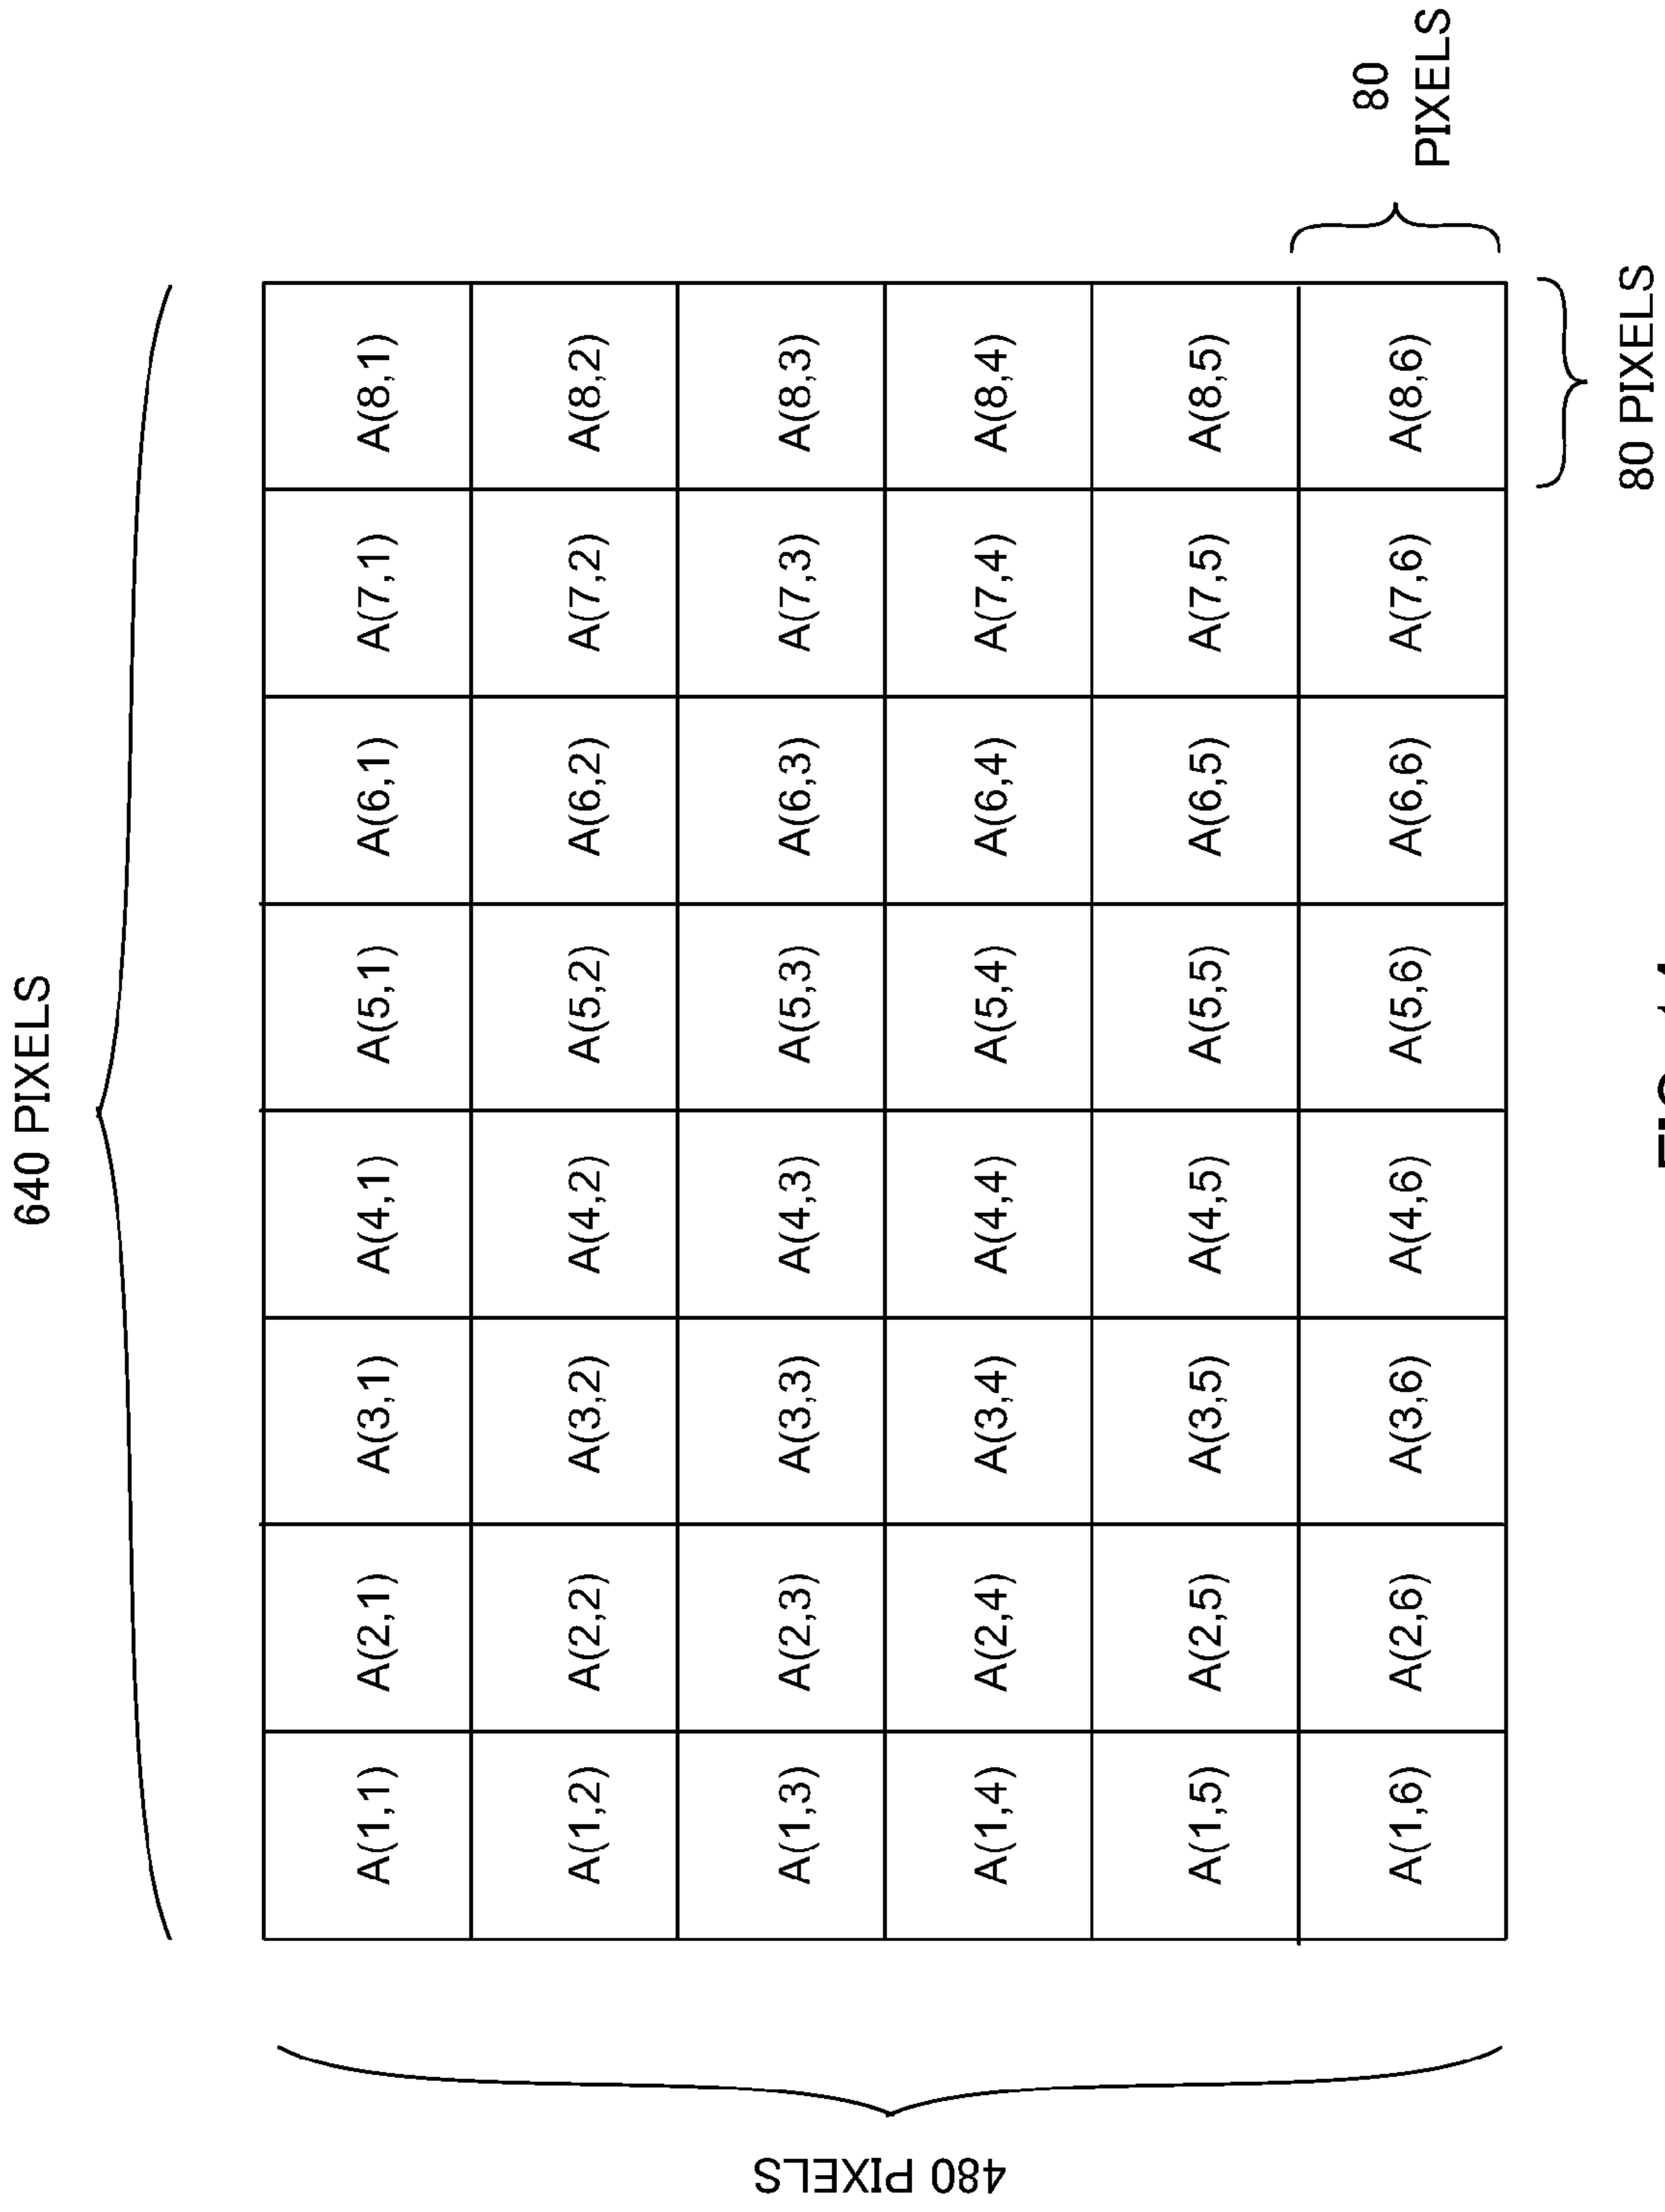 640 PIXELS
480 PIXELS
A(1,1) A(2,1) A(3,1) A(4,1) A(5,1) A(6,1) A(7,1) A(8,1)
A(1,2) A(2,2) A(3,2) A(4,2) A(5,2) A(6,2) A(7,2) A(8,2)
A(1,3) A(2,3) A(3,3) A(4,3) A(5,3) A(6,3) A(7,3) A(8,3)
A(1,4) A(2,4) A(3,4) A(4,4) A(5,4) A(6,4) A(7,4) A(8,4)
A(1,5) A(2,5) A(3,5) A(4,5) A(5,5) A(6,5) A(7,5) A(8,5)
A(1,6) A(2,6) A(3,6) A(4,6) A(5,6) A(6,6) A(7,6) A(8,6)
80
PIXELS
80 PIXELS